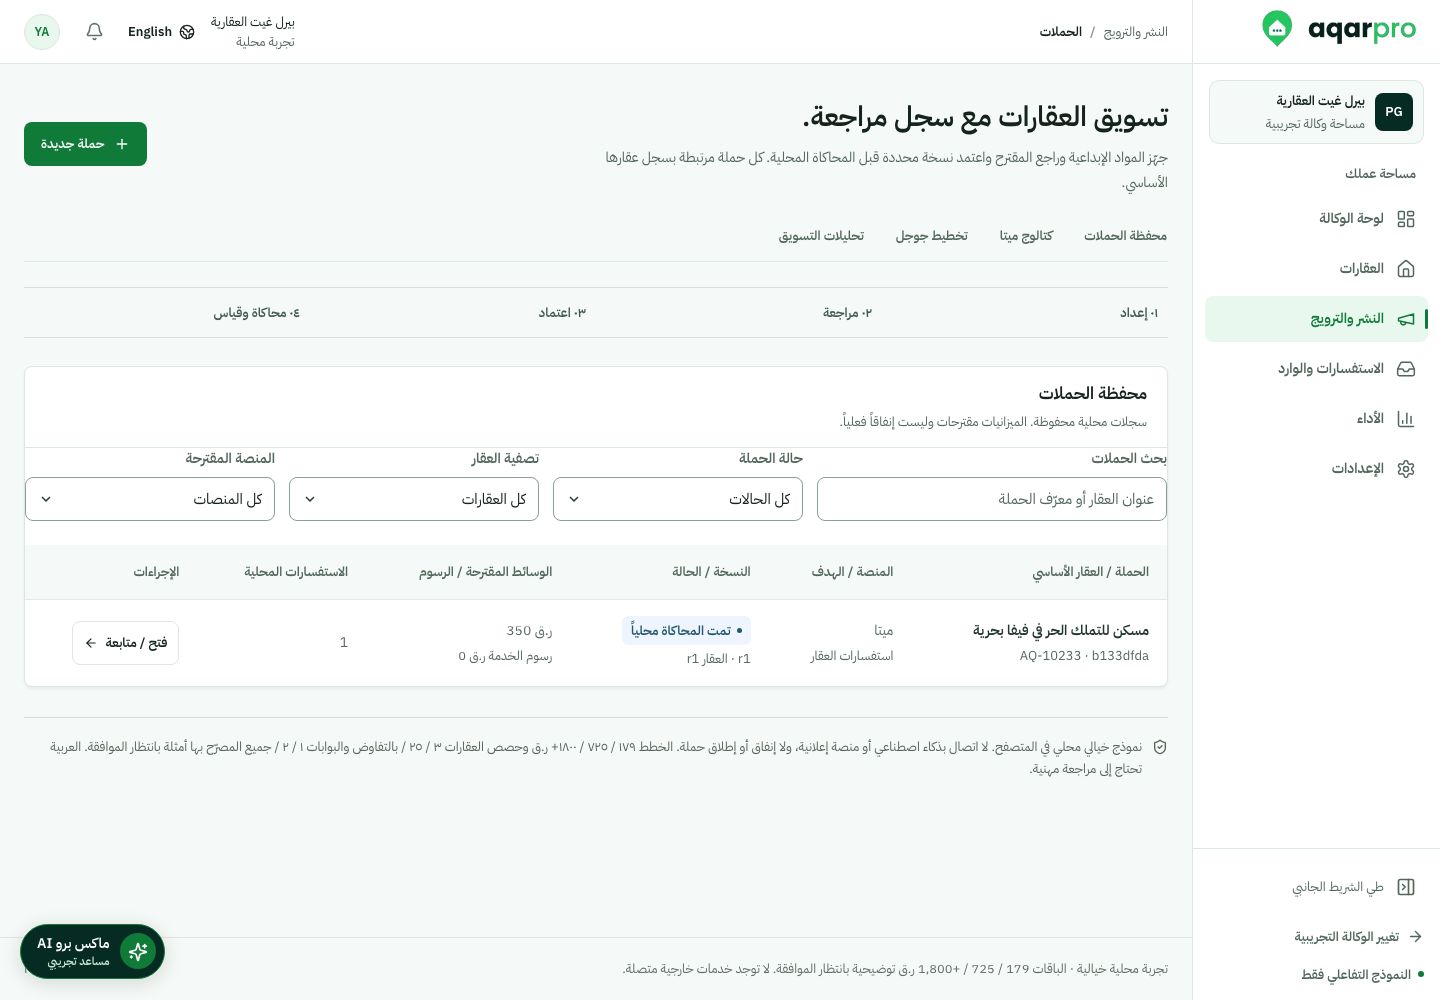 aqarpro
النشر والترويج / الحملات
بيرل غيت العقارية
تجربة محلية
English
YA
PG
بيرل غيت العقارية
مساحة وكالة تجريبية
مساحة عملك
لوحة الوكالة
العقارات
النشر والترويج
الاستفسارات والوارد
الأداء
الإعدادات
طي الشريط الجانبي
تغيير الوكالة التجريبية
النموذج التفاعلي فقط
تسويق العقارات مع سجل مراجعة.
جهّز المواد الإبداعية وراجع المقترح واعتمد نسخة محددة قبل المحاكاة المحلية. كل حملة مرتبطة بسجل عقارها
الأساسي.
حملة جديدة
محفظة الحملات
كتالوج ميتا
تخطيط جوجل
تحليلات التسويق
٠١ إعداد
٠٢ مراجعة
٠٣ اعتماد
٠٤ محاكاة وقياس
محفظة الحملات
سجلات محلية محفوظة. الميزانيات مقترحات وليست إنفاقاً فعلياً.
بحث الحملات
حالة الحملة
تصفية العقار
المنصة المقترحة
عنوان العقار أو معرّف الحملة
كل الحالات
كل العقارات
كل المنصات
الحملة / العقار الأساسي
المنصة / الهدف
النسخة / الحالة
الوسائط المقترحة / الرسوم
الاستفسارات المحلية
الإجراءات
مسكن للتملك الحر في فيفا بحرية
AQ-10233 · b133dfda
ميتا
استفسارات العقار
تمت المحاكاة محلياً
r1 · العقار r1
ر.ق 350
رسوم الخدمة ر.ق 0
1
فتح / متابعة
نموذج خيالي محلي في المتصفح. لا اتصال بذكاء اصطناعي أو منصة إعلانية، ولا إنفاق أو إطلاق حملة. الخطط ١٧٩ / ٧٢٥ / ١٨٠٠+ ر.ق وحصص العقارات ٣ / ٢٥ / بالتفاوض والبوابات ١ / ٢ / جميع المصرّح بها أمثلة بانتظار الموافقة. العربية
تحتاج إلى مراجعة مهنية.
تجربة محلية خيالية · الباقات 179 / 725 / +1,800 ر.ق توضيحية بانتظار الموافقة. لا توجد خدمات خارجية متصلة.
ماكس برو AI
مساعد تجريبي